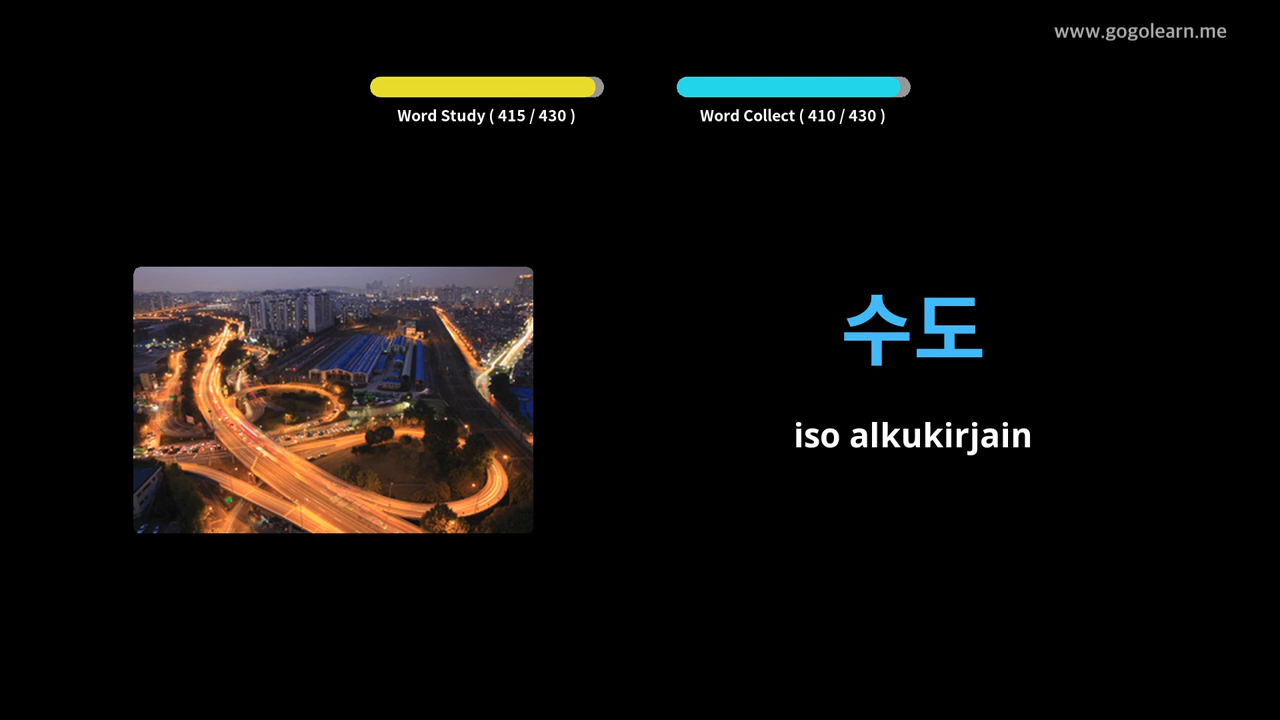 www.gogolearn.me
Word Study ( 415 / 430 )
Word Collect ( 410 / 430 )
수도
iso alkukirjain